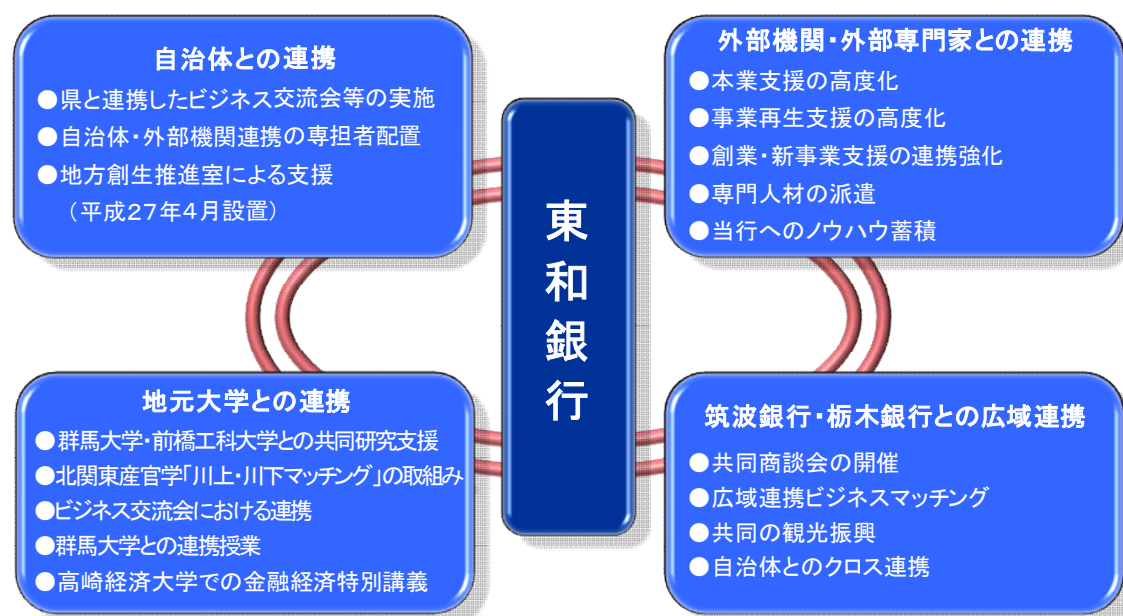 自治体との連携
●県と連携したビジネス交流会等の実施
●自治体・外部機関連携の専担者配置
●地方創生推進室による支援
（平成27年4月設置）
外部機関・外部専門家との連携
●本業支援の高度化
●事業再生支援の高度化
●創業・新事業支援の連携強化
●専門人材の派遣
●当行へのノウハウ蓄積
東和銀行
地元大学との連携
●群馬大学・前橋工科大学との共同研究支援
●北関東産官学「川上・川下マッチング」の取組み
●ビジネス交流会における連携
●群馬大学との連携授業
●高崎経済大学での金融経済特別講義
筑波銀行・栃木銀行との広域連携
●共同商談会の開催
●広域連携ビジネスマッチング
●共同の観光振興
●自治体とのクロス連携